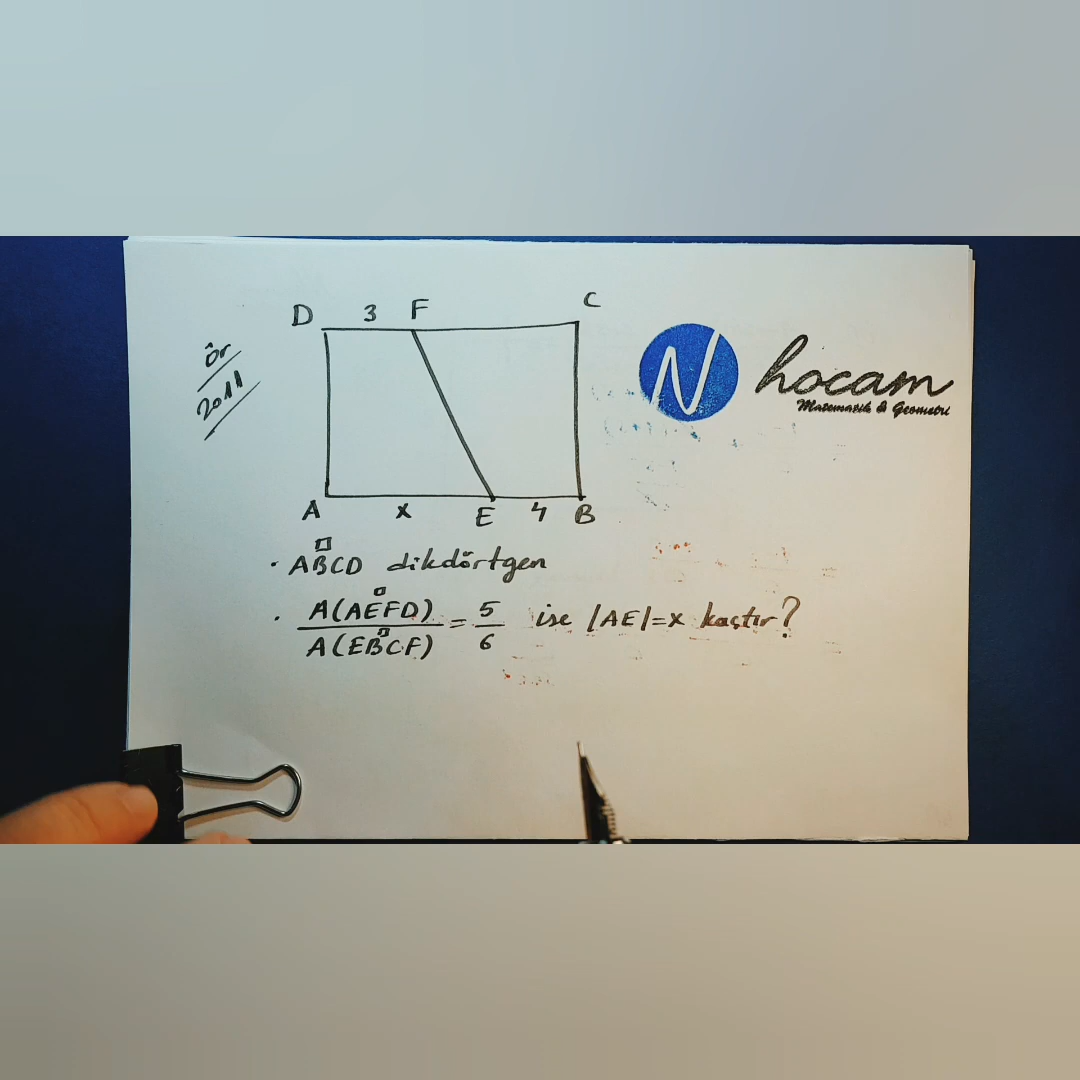 D 3 F C
Ör
2011
N hocam
Matematik & Geometri
A x E 4 B
• ABCD dikdörtgen
• A(AEFD)/A(EBCF) = 5/6 ise |AE|=x kaçtır?